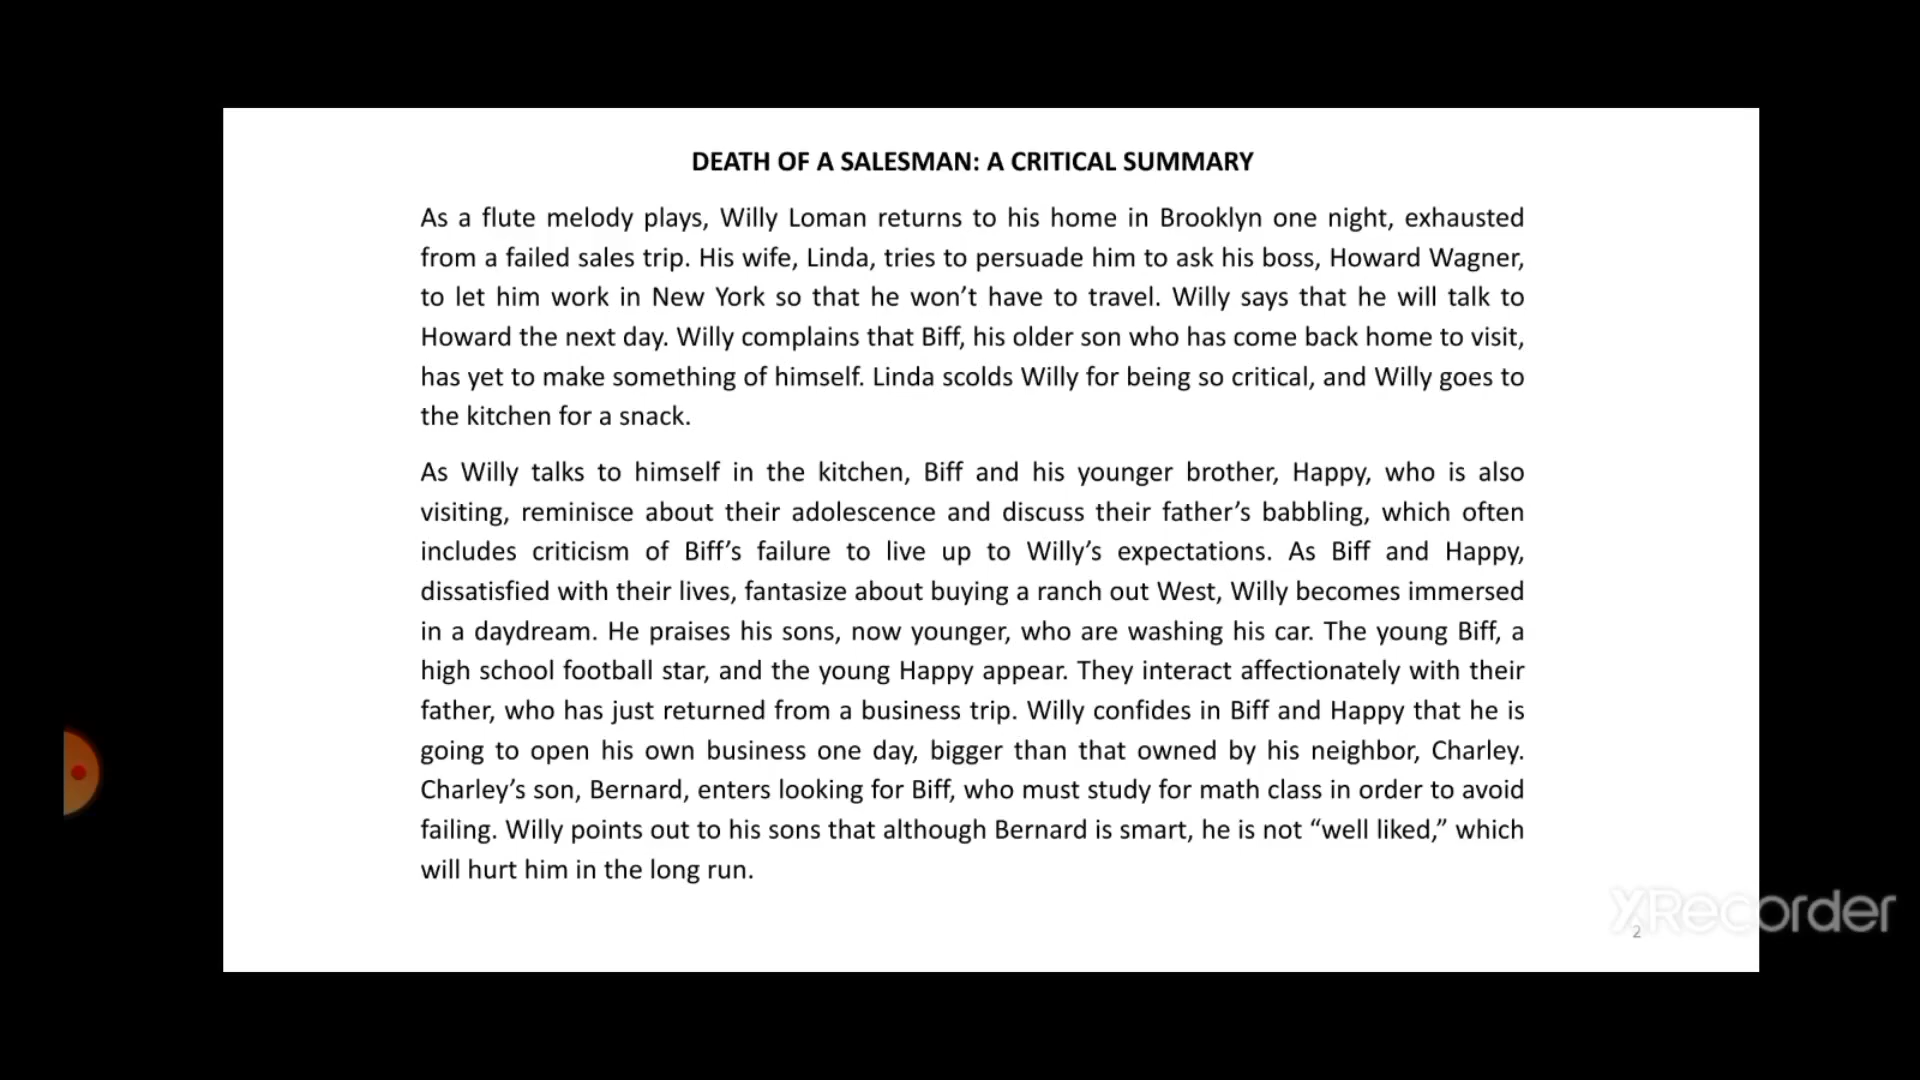 DEATH OF A SALESMAN: A CRITICAL SUMMARY
As a flute melody plays, Willy Loman returns to his home in Brooklyn one night, exhausted
from a failed sales trip. His wife, Linda, tries to persuade him to ask his boss, Howard Wagner,
to let him work in New York so that he won’t have to travel. Willy says that he will talk to
Howard the next day. Willy complains that Biff, his older son who has come back home to visit,
has yet to make something of himself. Linda scolds Willy for being so critical, and Willy goes to
the kitchen for a snack.
As Willy talks to himself in the kitchen, Biff and his younger brother, Happy, who is also
visiting, reminisce about their adolescence and discuss their father’s babbling, which often
includes criticism of Biff’s failure to live up to Willy’s expectations. As Biff and Happy,
dissatisfied with their lives, fantasize about buying a ranch out West, Willy becomes immersed
in a daydream. He praises his sons, now younger, who are washing his car. The young Biff, a
high school football star, and the young Happy appear. They interact affectionately with their
father, who has just returned from a business trip. Willy confides in Biff and Happy that he is
going to open his own business one day, bigger than that owned by his neighbor, Charley.
Charley’s son, Bernard, enters looking for Biff, who must study for math class in order to avoid
failing. Willy points out to his sons that although Bernard is smart, he is not “well liked,” which
will hurt him in the long run.
XRecorder
2